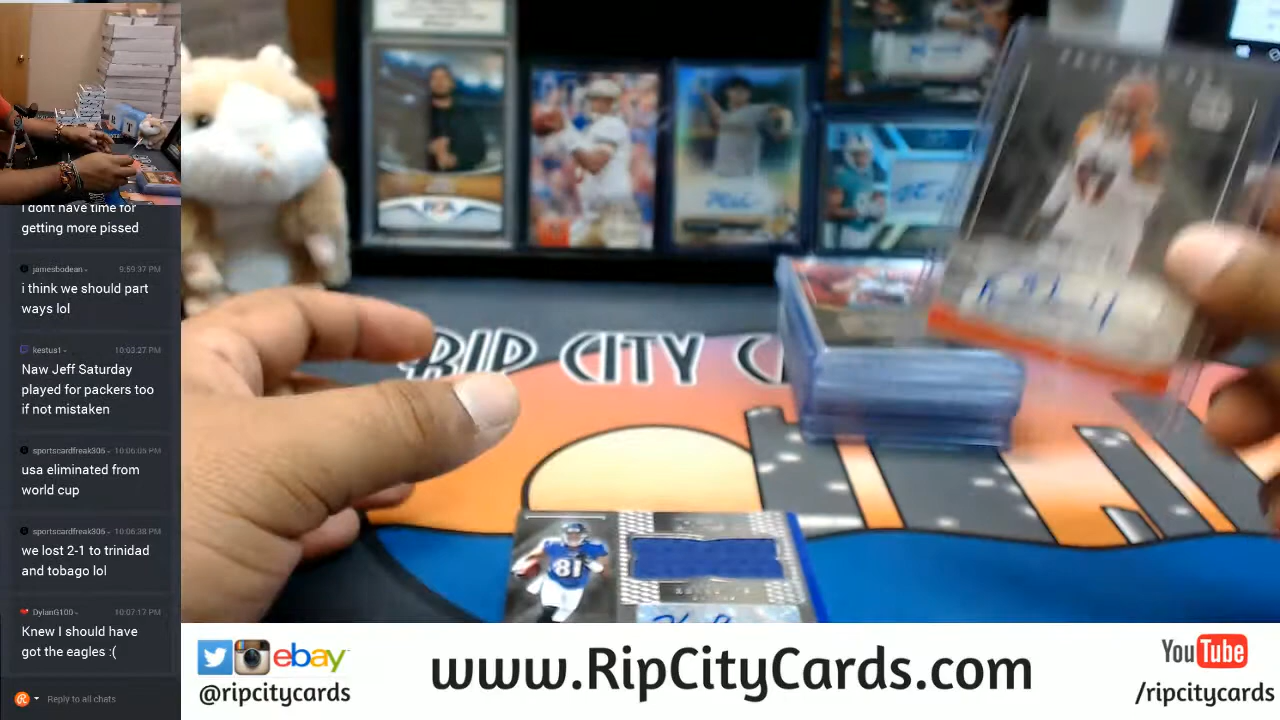 i dont have time for
getting more pissed
jamesbodean - 9:59:37 PM
i think we should part
ways lol
kestus1 - 10:03:27 PM
Naw Jeff Saturday
played for packers too
if not mistaken
sportscardfreak305 - 10:06:05 PM
usa eliminated from
world cup
sportscardfreak305 - 10:06:38 PM
we lost 2-1 to trinidad
and tobago lol
DylanG100 - 10:07:17 PM
Knew I should have
got the eagles :(
Reply to all chats
RIP CITY C
81
ebay
@ripcitycards
www.RipCityCards.com
YouTube
/ripcitycards